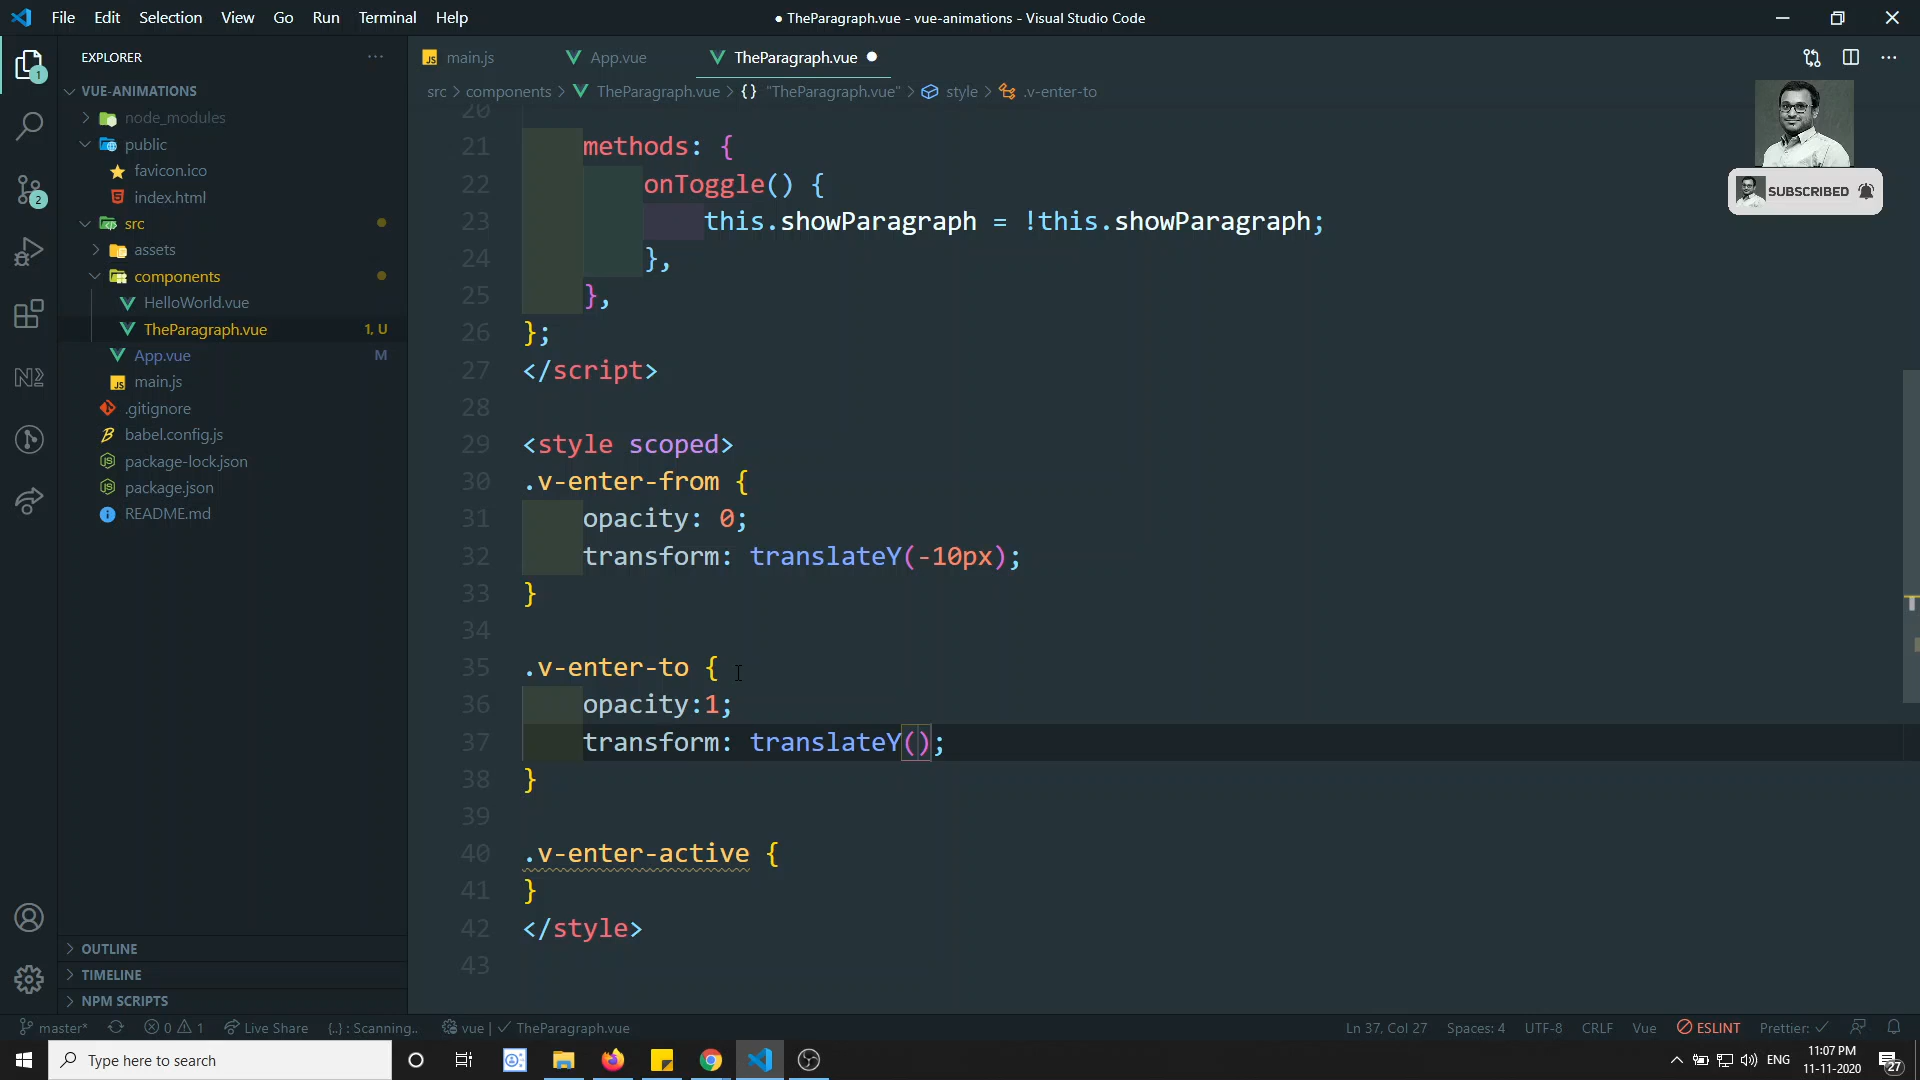 File Edit Selection View Go Run Terminal Help
● TheParagraph.vue - vue-animations - Visual Studio Code
EXPLORER
VUE-ANIMATIONS
node_modules
public
favicon.ico
index.html
src
assets
components
HelloWorld.vue
TheParagraph.vue 1, U
App.vue M
main.js
.gitignore
babel.config.js
package-lock.json
package.json
README.md
OUTLINE
TIMELINE
NPM SCRIPTS
main.js App.vue TheParagraph.vue ●
src > components > TheParagraph.vue > {} "TheParagraph.vue" > style > .v-enter-to
20
21 methods: {
22 onToggle() {
23 this.showParagraph = !this.showParagraph;
24 },
25 },
26 };
27 </script>
28
29 <style scoped>
30 .v-enter-from {
31 opacity: 0;
32 transform: translateY(-10px);
33 }
34
35 .v-enter-to {
36 opacity:1;
37 transform: translateY();
38 }
39
40 .v-enter-active {
41 }
42 </style>
43
SUBSCRIBED
master* 0 1 Live Share {..} : Scanning.. vue | ✓ TheParagraph.vue
Ln 37, Col 27 Spaces: 4 UTF-8 CRLF Vue ESLINT Prettier: ✓
Type here to search
ENG
11:07 PM
11-11-2020
27